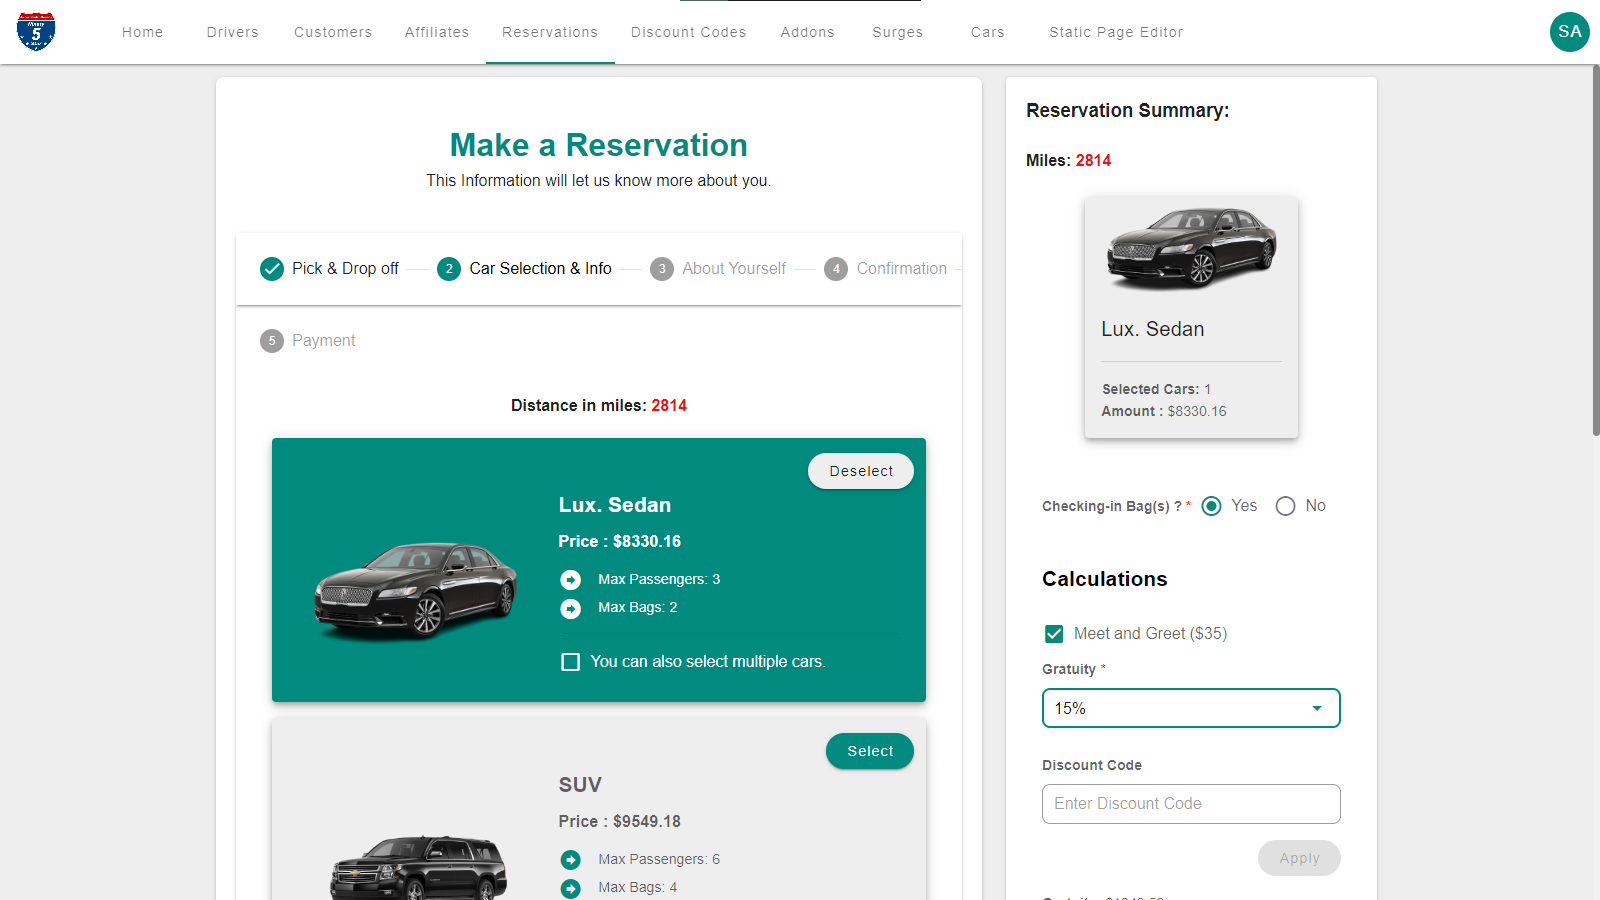 Ninety
5
Home
Drivers
Customers
Affiliates
Reservations
Discount Codes
Addons
Surges
Cars
Static Page Editor
SA
Make a Reservation
This Information will let us know more about you.
Pick & Drop off
2 Car Selection & Info
3 About Yourself
4 Confirmation
5 Payment
Distance in miles: 2814
Deselect
Lux. Sedan
Price : $8330.16
Max Passengers: 3
Max Bags: 2
You can also select multiple cars.
Select
SUV
Price : $9549.18
Max Passengers: 6
Max Bags: 4
Reservation Summary:
Miles: 2814
Lux. Sedan
Selected Cars: 1
Amount : $8330.16
Checking-in Bag(s) ? * Yes No
Calculations
Meet and Greet ($35)
Gratuity *
15%
Discount Code
Enter Discount Code
Apply